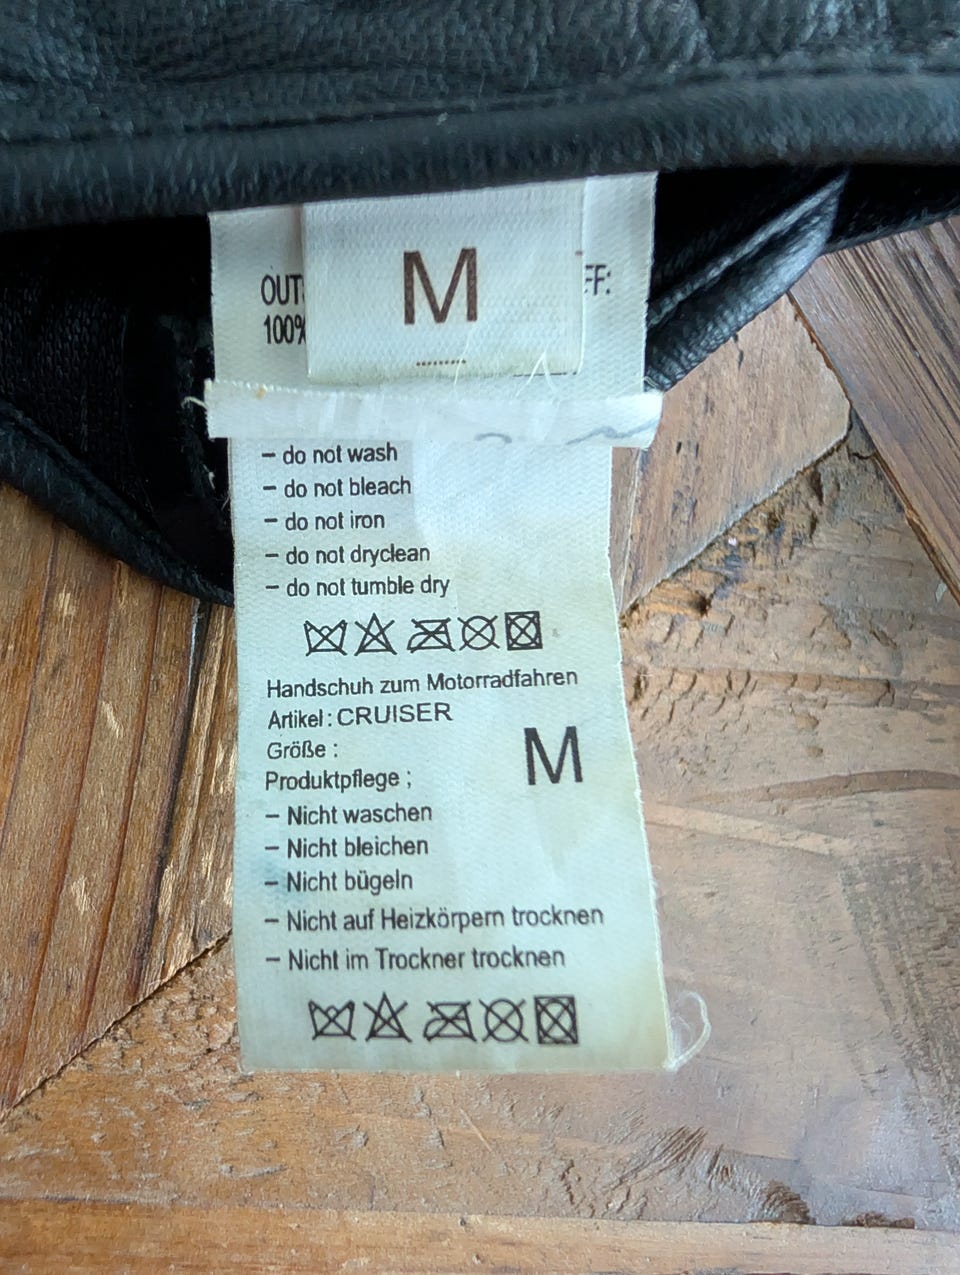 M
100%
- do not wash
- do not bleach
- do not iron
- do not dryclean
- do not tumble dry
Handschuh zum Motorradfahren
Artikel : CRUISER
Größe : M
Produktpflege ;
- Nicht waschen
- Nicht bleichen
- Nicht bügeln
- Nicht auf Heizkörpern trocknen
- Nicht im Trockner trocknen